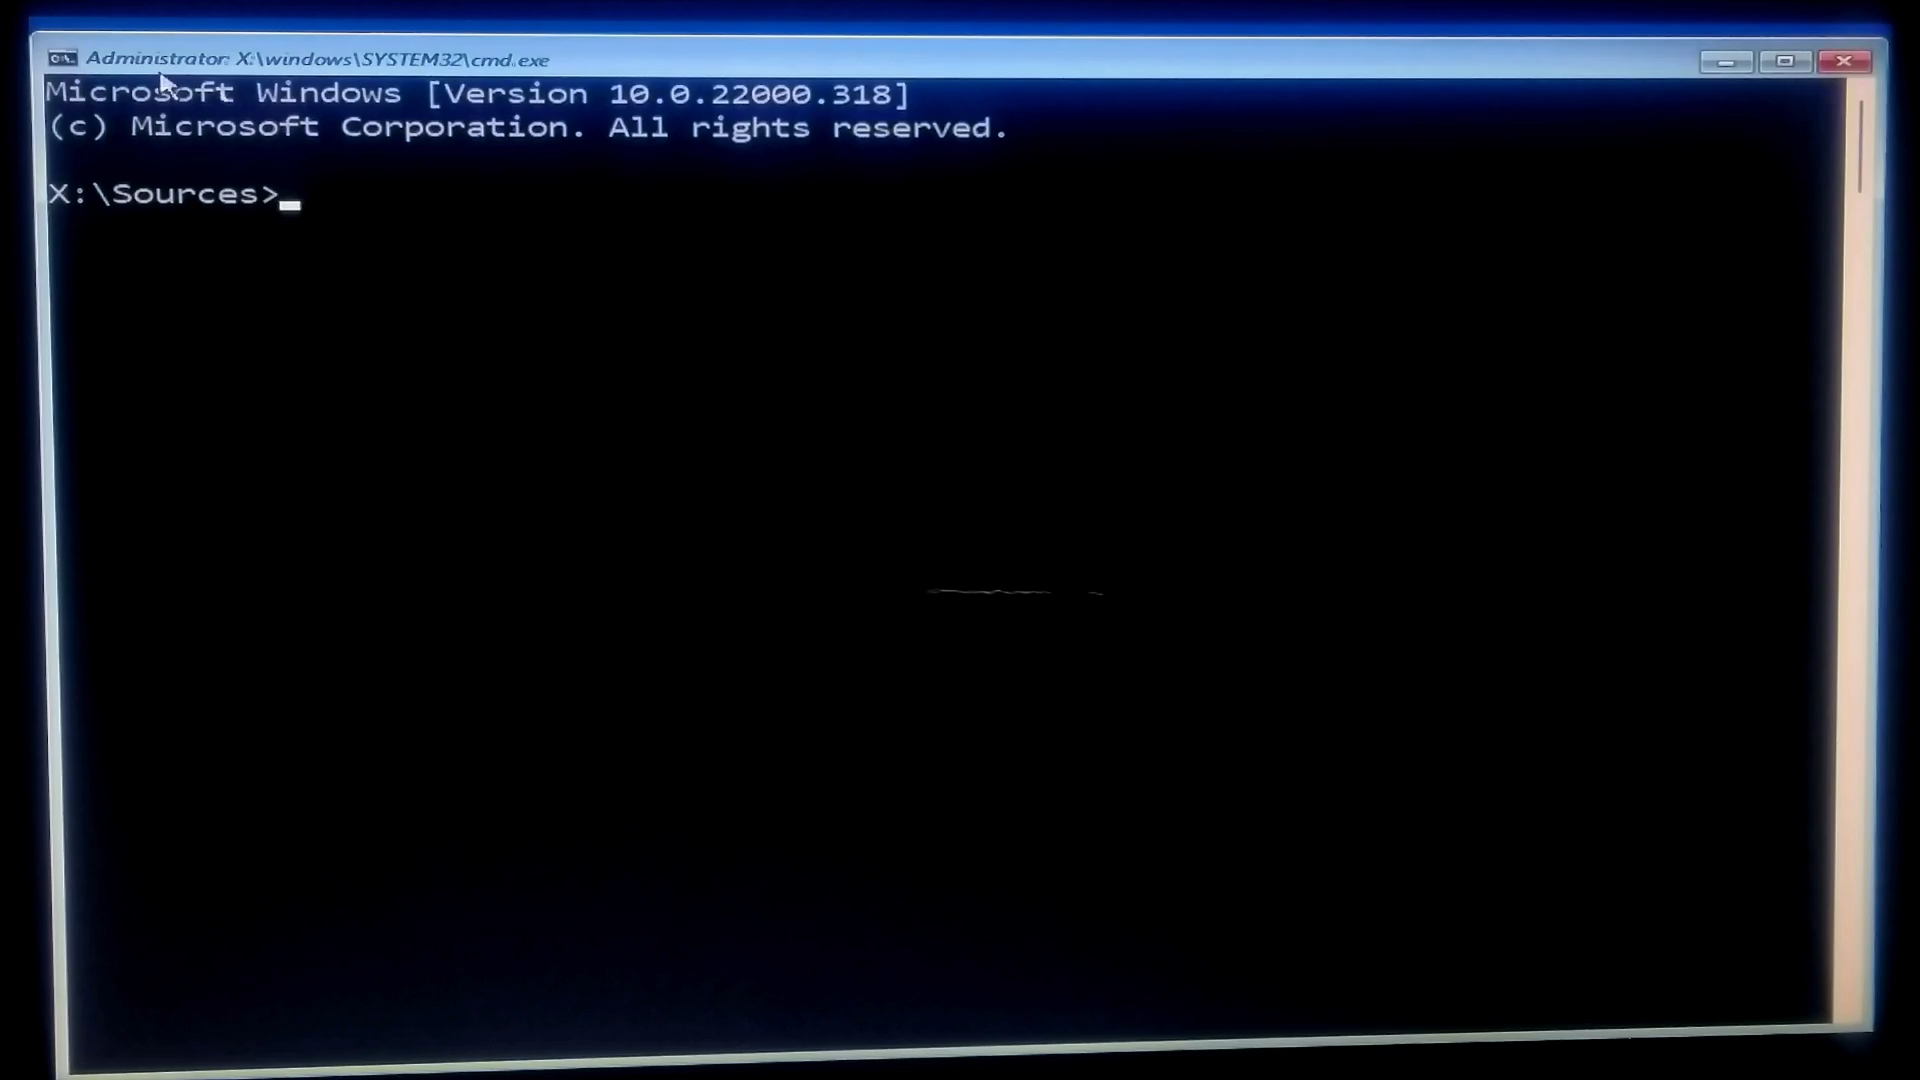 Administrator: X:\windows\SYSTEM32\cmd.exe
Microsoft Windows [Version 10.0.22000.318]
(c) Microsoft Corporation. All rights reserved.
X:\Sources>